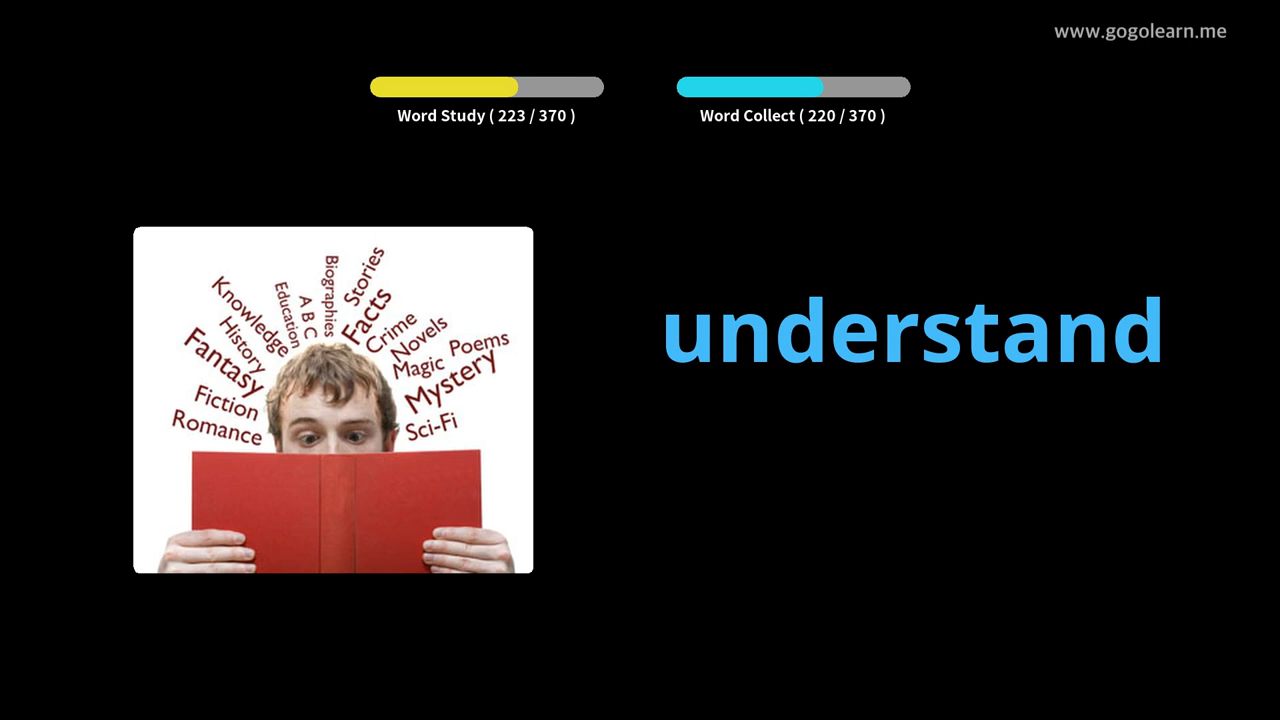 www.gogolearn.me
Word Study ( 223 / 370 )
Word Collect ( 220 / 370 )
Knowledge
Education
A B C
Biographies
Stories
Facts
Crime
Novels
Poems
Magic
Mystery
Sci-Fi
History
Fantasy
Fiction
Romance
understand